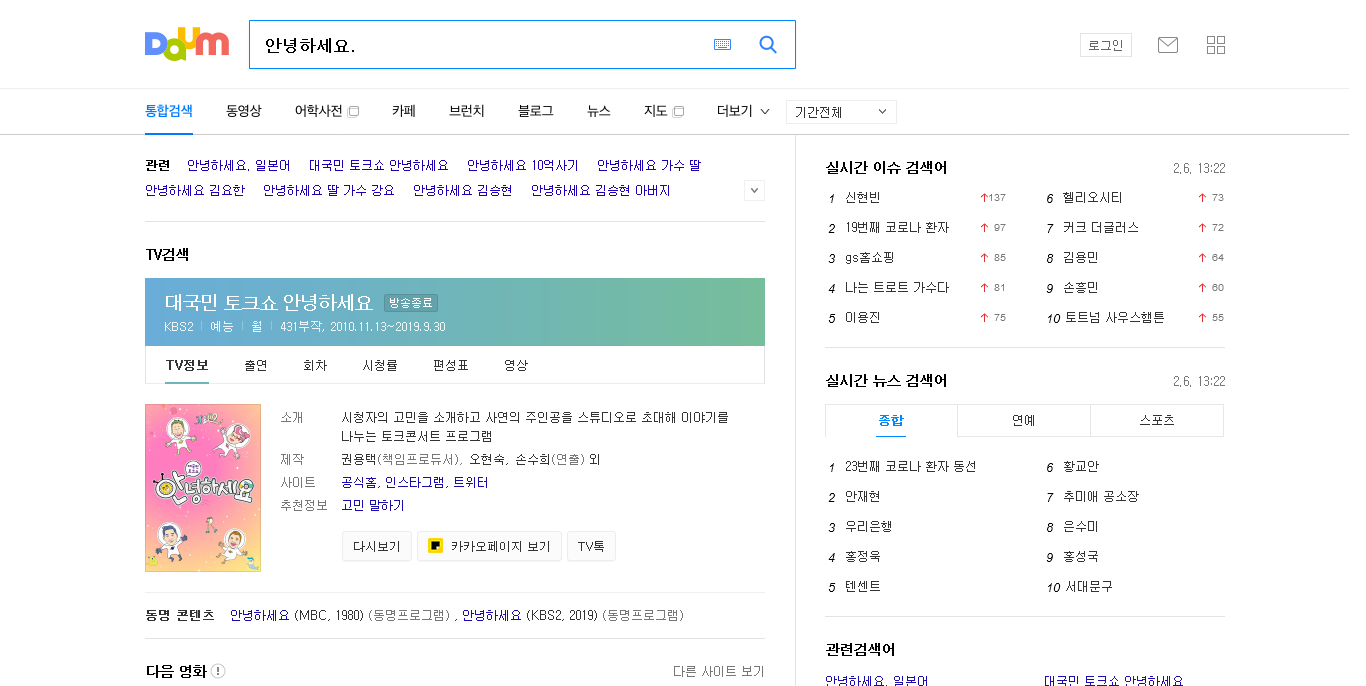 Daum
안녕하세요.
로그인
통합검색 동영상 어학사전 카페 브런치 블로그 뉴스 지도 더보기 기간전체
관련 안녕하세요, 일본어 대국민 토크쇼 안녕하세요 안녕하세요 10억사기 안녕하세요 가수 딸
안녕하세요 김요한 안녕하세요 딸 가수 강요 안녕하세요 김승현 안녕하세요 김승현 아버지
TV검색
대국민 토크쇼 안녕하세요 방송종료
KBS2 예능 월 431부작, 2010.11.13~2019.9.30
TV정보 출연 회차 시청률 편성표 영상
안녕하세요
소개 시청자의 고민을 소개하고 사연의 주인공을 스튜디오로 초대해 이야기를
나누는 토크콘서트 프로그램
제작 권용택(책임프로듀서), 오현숙, 손수희(연출) 외
사이트 공식홈, 인스타그램, 트위터
추천정보 고민 말하기
다시보기 카카오페이지 보기 TV톡
동명 콘텐츠 안녕하세요 (MBC, 1980) (동명프로그램) , 안녕하세요 (KBS2, 2019) (동명프로그램)
다음 영화 다른 사이트 보기
실시간 이슈 검색어 2.6. 13:22
1 신현빈 137 6 헬리오시티 73
2 19번째 코로나 환자 97 7 커크 더글러스 72
3 gs홈쇼핑 85 8 김용민 64
4 나는 트로트 가수다 81 9 손흥민 60
5 이용진 75 10 토트넘 사우스햄튼 55
실시간 뉴스 검색어 2.6. 13:22
종합 연예 스포츠
1 23번째 코로나 환자 동선 6 황교안
2 안재현 7 추미애 공소장
3 우리은행 8 은수미
4 홍정욱 9 홍성국
5 텐센트 10 서대문구
관련검색어
안녕하세요, 일본어 대국민 토크쇼 안녕하세요